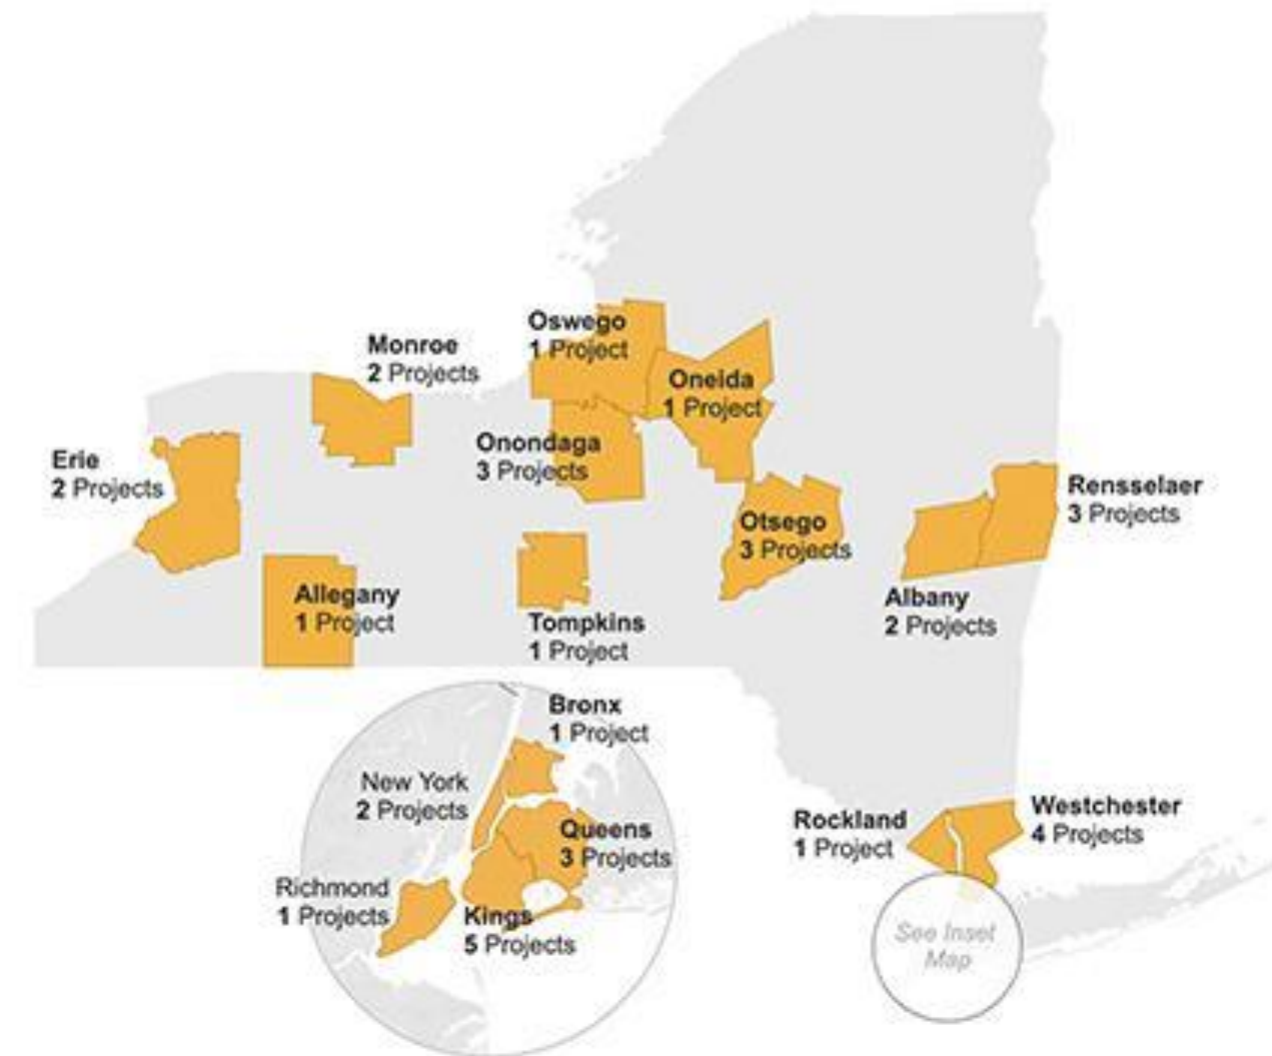 Oswego
1 Project
Monroe
2 Projects
Oneida
1 Project
Onondaga
3 Projects
Erie
2 Projects
Rensselaer
3 Projects
Otsego
3 Projects
Allegany
1 Project
Albany
2 Projects
Tompkins
1 Project
Bronx
1 Project
New York
2 Projects
Queens
3 Projects
Richmond
1 Projects
Kings
5 Projects
Rockland
1 Project
Westchester
4 Projects
See Inset
Map